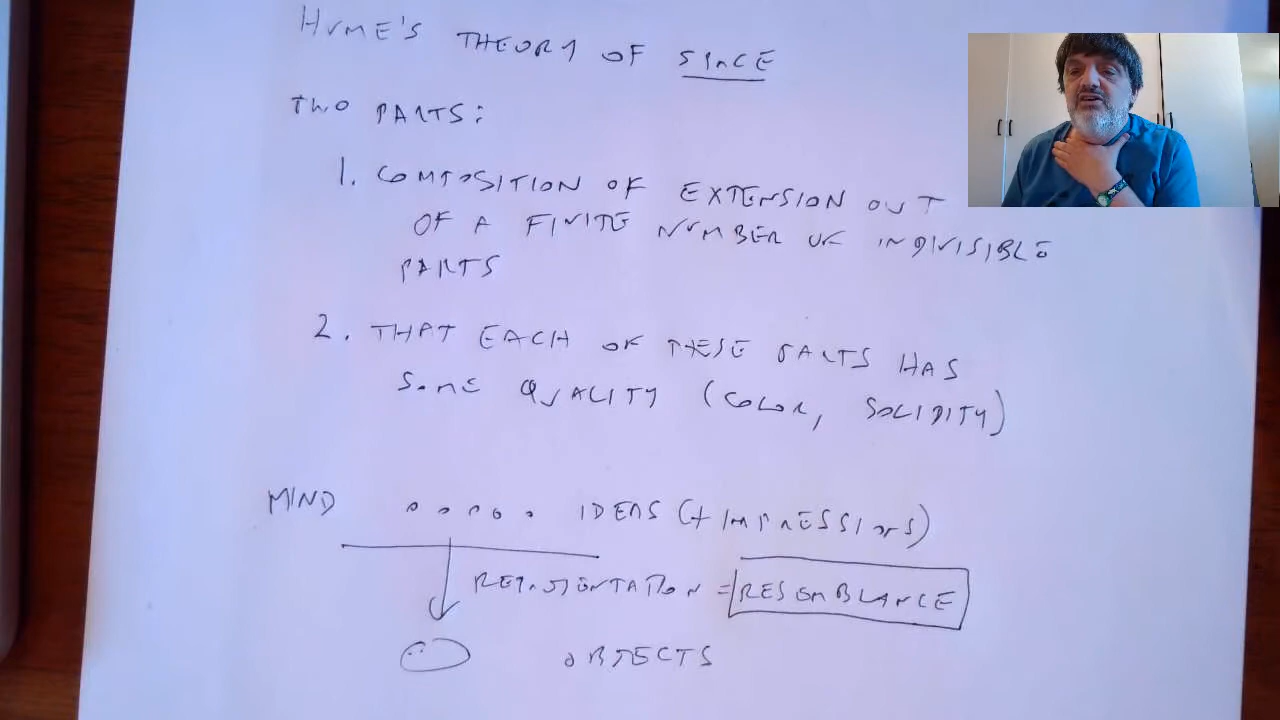 HUME'S THEORY OF SPACE
TWO PARTS:
1. COMPOSITION OF EXTENSION OUT
OF A FINITE NUMBER OF INDIVISIBLE
PARTS
2. THAT EACH OF THESE PARTS HAS
SOME QUALITY (COLOR, SOLIDITY)
MIND IDEAS (+ IMPRESSIONS)
REPRESENTATION = RESEMBLANCE
OBJECTS